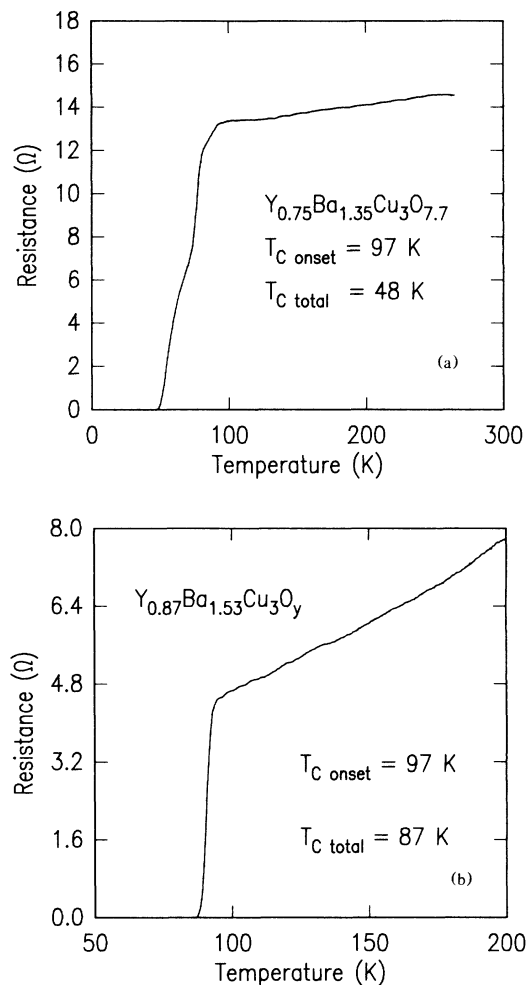 18
16
14
12
10
8
6
4
2
0
Resistance (Ω)
Y0.75Ba1.35Cu3O7.7
TC onset = 97 K
TC total = 48 K
(a)
0 100 200 300
Temperature (K)
8.0
6.4
4.8
3.2
1.6
0.0
Resistance (Ω)
Y0.87Ba1.53Cu3Oy
TC onset = 97 K
TC total = 87 K
(b)
50 100 150 200
Temperature (K)